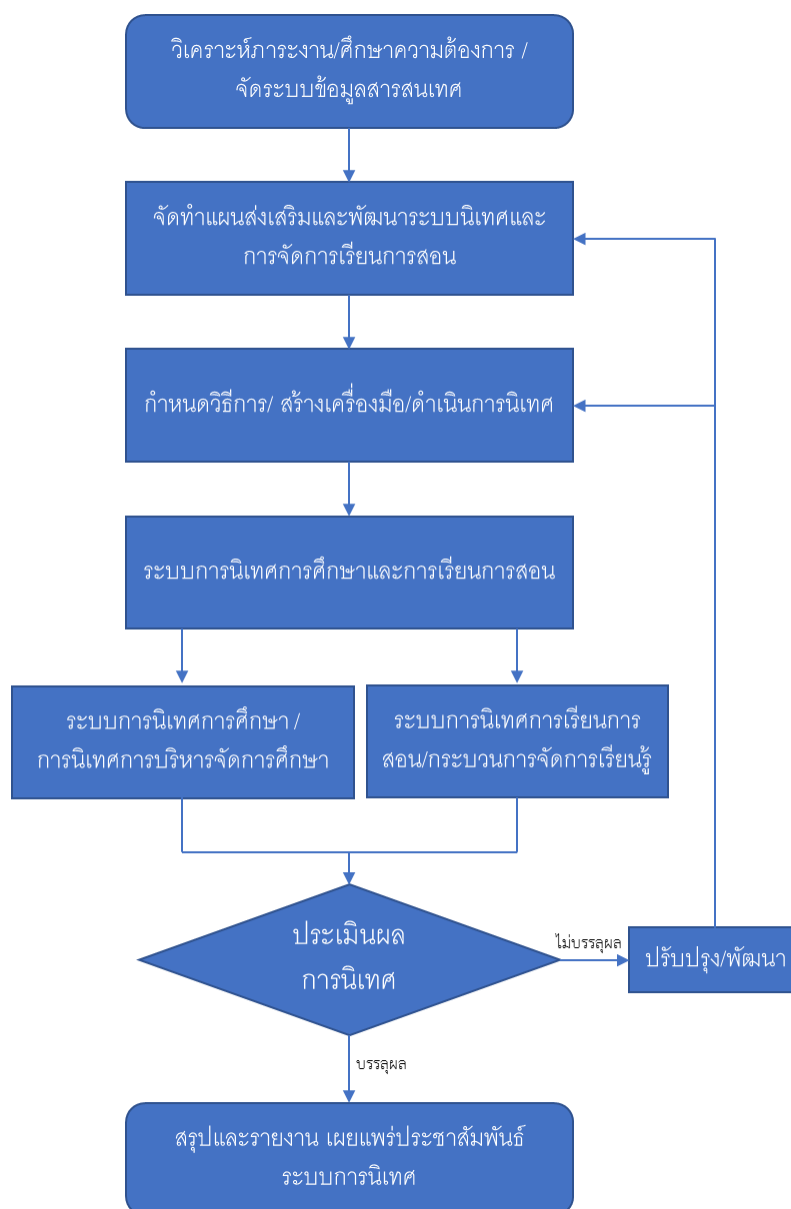 วิเคราะห์ภาระงาน/ศึกษาความต้องการ /
จัดระบบข้อมูลสารสนเทศ
จัดทำแผนส่งเสริมและพัฒนาระบบนิเทศและ
การจัดการเรียนการสอน
กำหนดวิธีการ/ สร้างเครื่องมือ/ดำเนินการนิเทศ
ระบบการนิเทศการศึกษาและการเรียนการสอน
ระบบการนิเทศการศึกษา /
การนิเทศการบริหารจัดการศึกษา
ระบบการนิเทศการเรียนการ
สอน/กระบวนการจัดการเรียนรู้
ประเมินผล
การนิเทศ
ไม่บรรลุผล
ปรับปรุง/พัฒนา
บรรลุผล
สรุปและรายงาน เผยแพร่ประชาสัมพันธ์
ระบบการนิเทศ